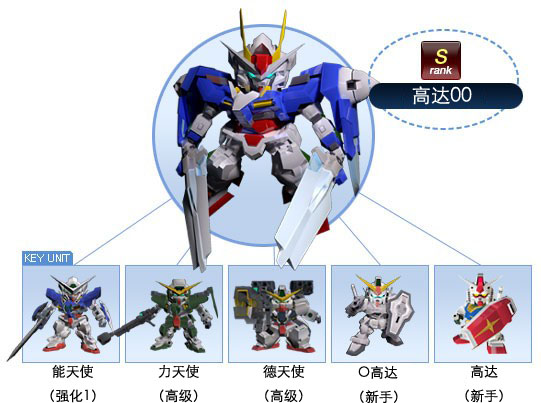 S
rank
高达00
KEY UNIT
能天使
力天使
德天使
O高达
高达
（强化1）
（高级）
（高级）
（新手）
（新手）